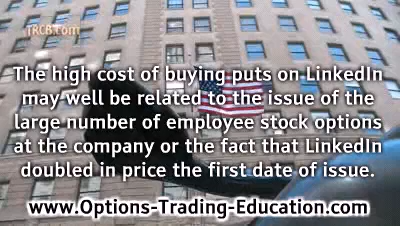 TRCB.com
The high cost of buying puts on LinkedIn
may well be related to the issue of the
large number of employee stock options
at the company or the fact that LinkedIn
doubled in price the first date of issue.
www.Options-Trading-Education.com